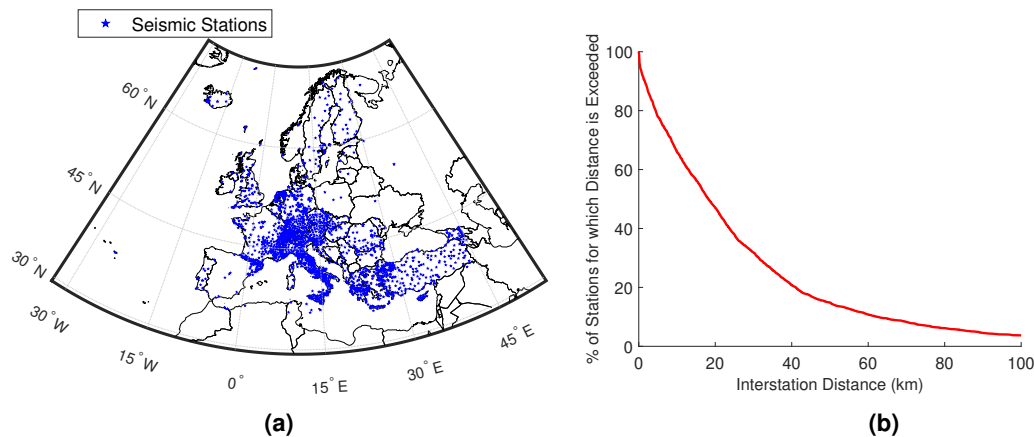 Seismic Stations
60°N
45°N
30°N
30°W
15°W
0°
15°E
30°E
45°E
(a)
% of Stations for which Distance is Exceeded
100
80
60
40
20
0
0 20 40 60 80 100
Interstation Distance (km)
(b)